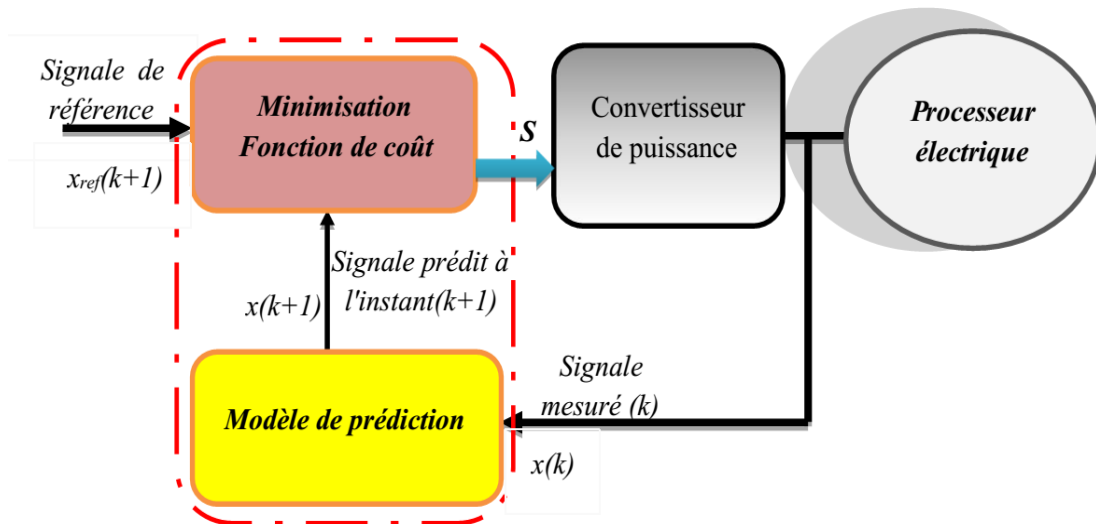 Signale de
référence
x_ref(k+1)
Minimisation
Fonction de coût
S
Convertisseur
de puissance
Processeur
électrique
Signale prédit à
l'instant(k+1)
x(k+1)
Modèle de prédiction
Signale
mesuré (k)
x(k)